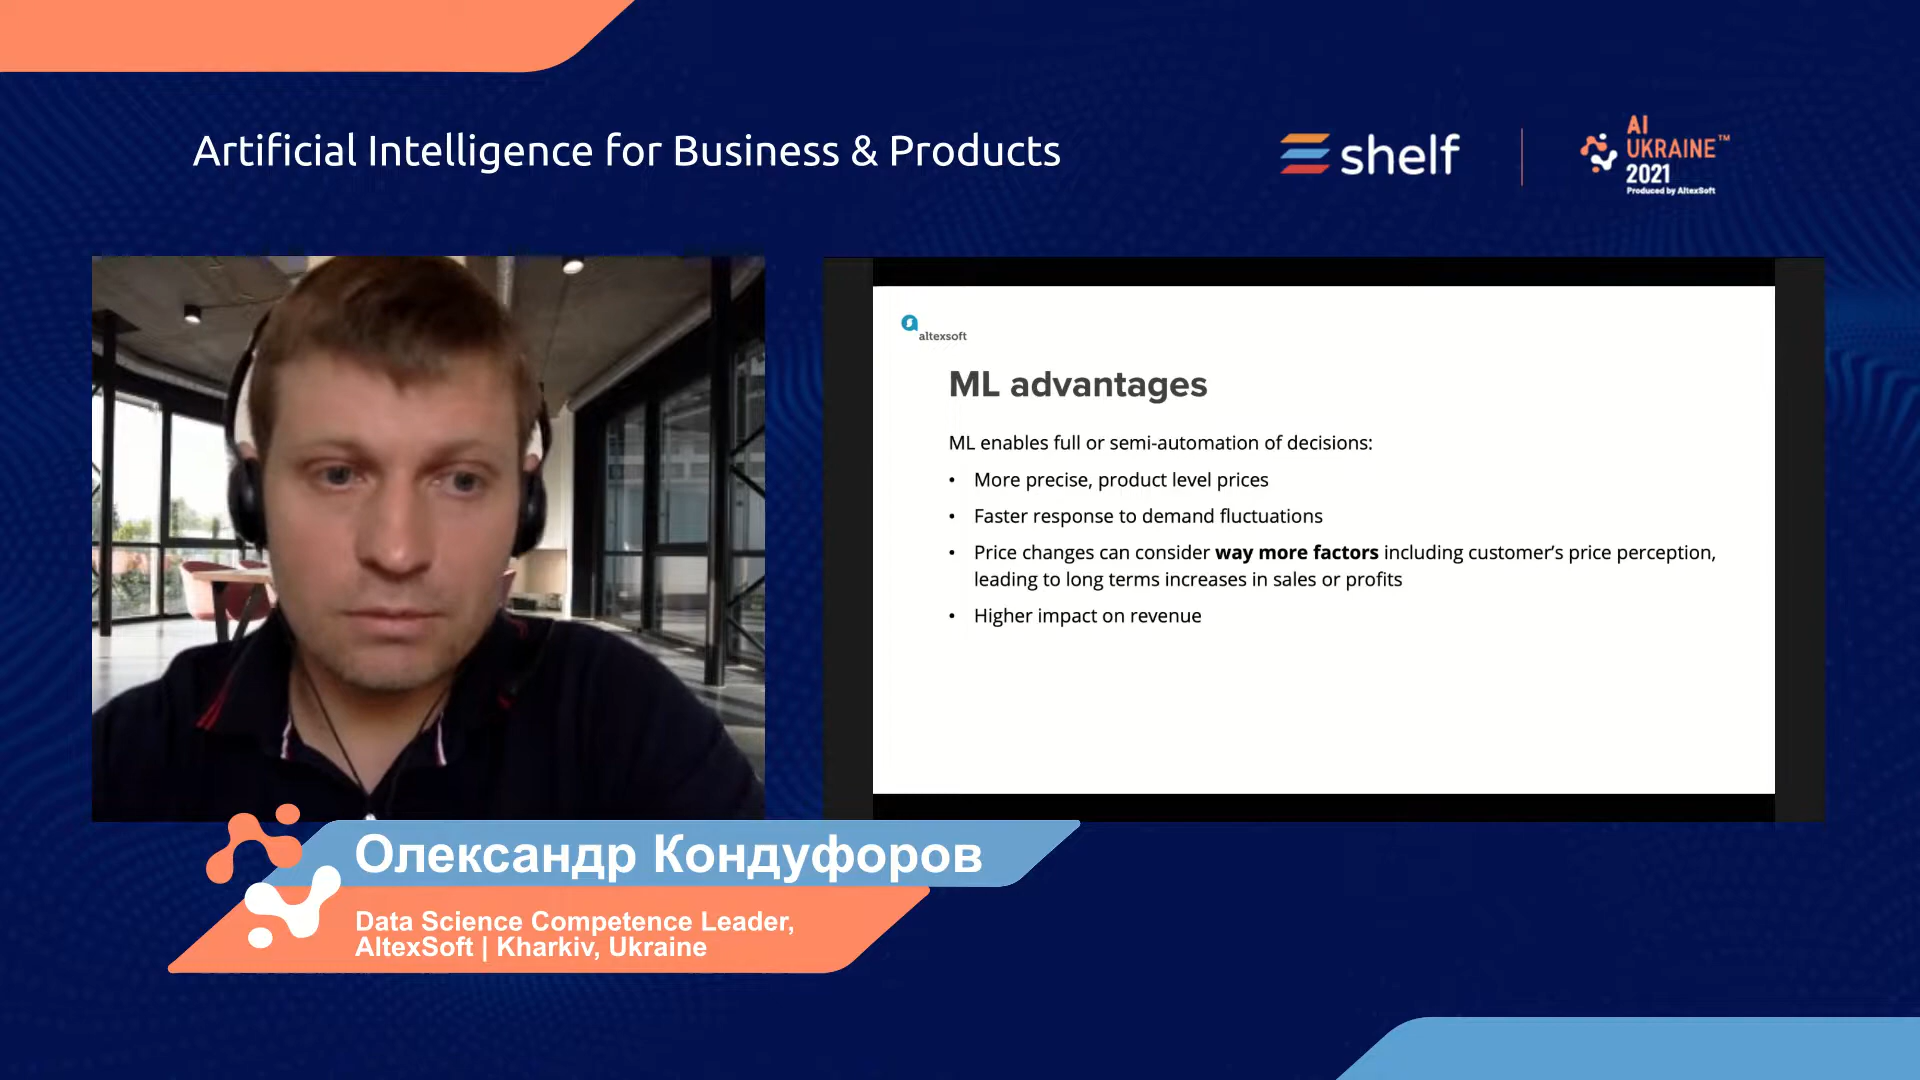 Artificial Intelligence for Business & Products
shelf
AI
UKRAINE™
2021
Produced by AltexSoft
altexsoft
ML advantages
ML enables full or semi-automation of decisions:
• More precise, product level prices
• Faster response to demand fluctuations
• Price changes can consider way more factors including customer’s price perception,
leading to long terms increases in sales or profits
• Higher impact on revenue
Олександр Кондуфоров
Data Science Competence Leader,
AltexSoft | Kharkiv, Ukraine